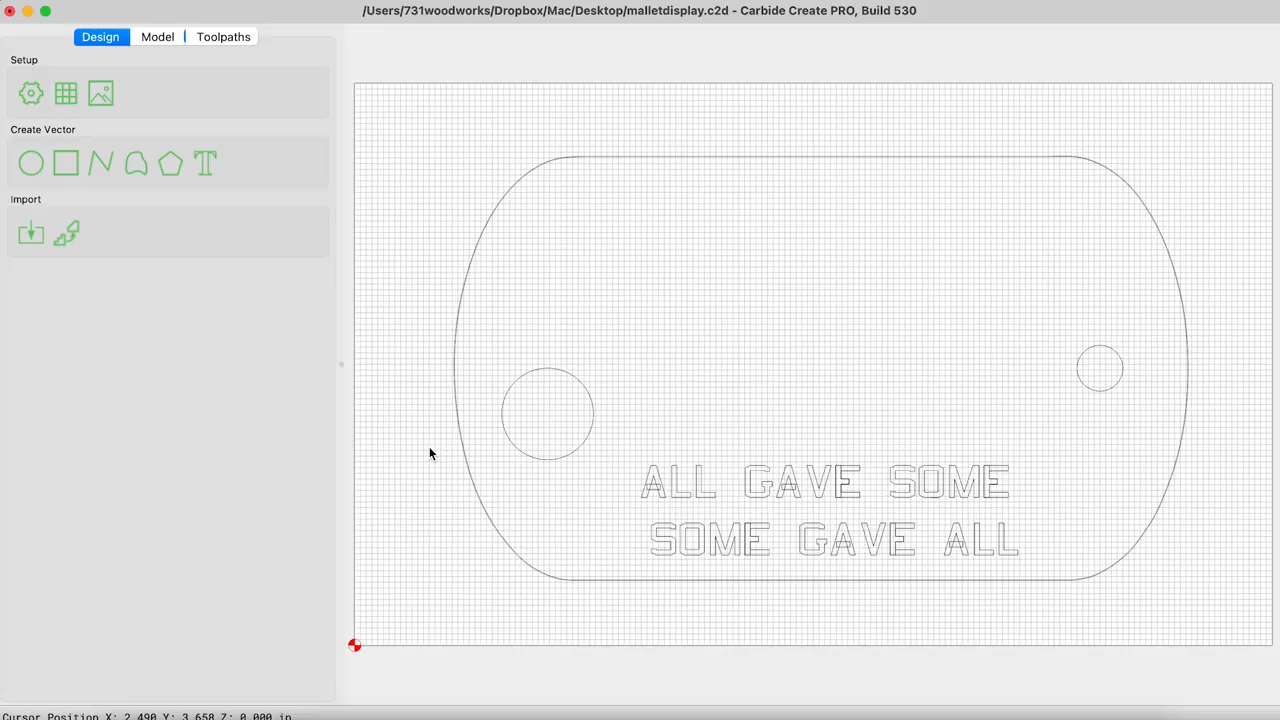 /Users/731woodworks/Dropbox/Mac/Desktop/malletdisplay.c2d - Carbide Create PRO, Build 530
Design Model Toolpaths
Setup
Create Vector
Import
ALL GAVE SOME
SOME GAVE ALL
Cursor Position X: 2.490 Y: 3.658 Z: 0.000 in